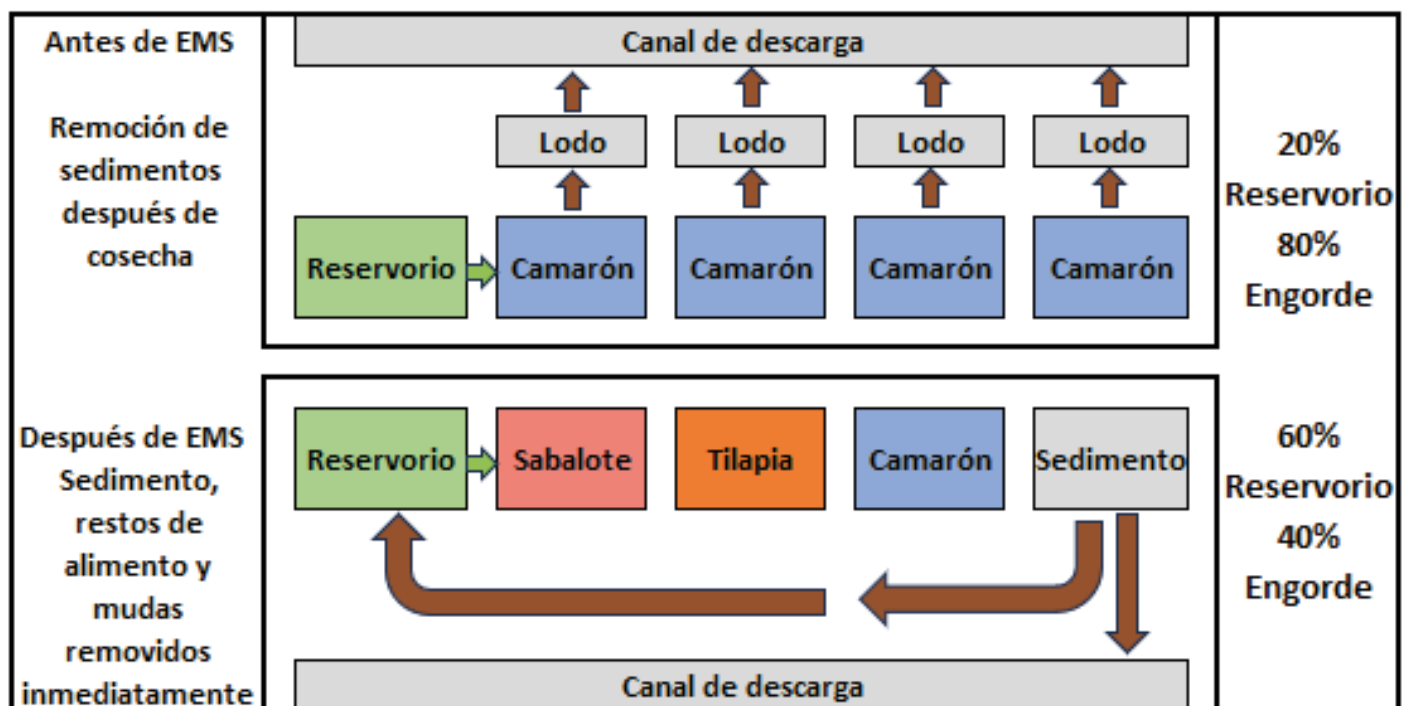 Antes de EMS
Remoción de
sedimentos
después de
cosecha
Canal de descarga
Lodo
Lodo
Lodo
Lodo
Reservorio
Camarón
Camarón
Camarón
Camarón
20%
Reservorio
80%
Engorde
Después de EMS
Sedimento,
restos de
alimento y
mudas
removidos
inmediatamente
Reservorio
Sabalote
Tilapia
Camarón
Sedimento
Canal de descarga
60%
Reservorio
40%
Engorde